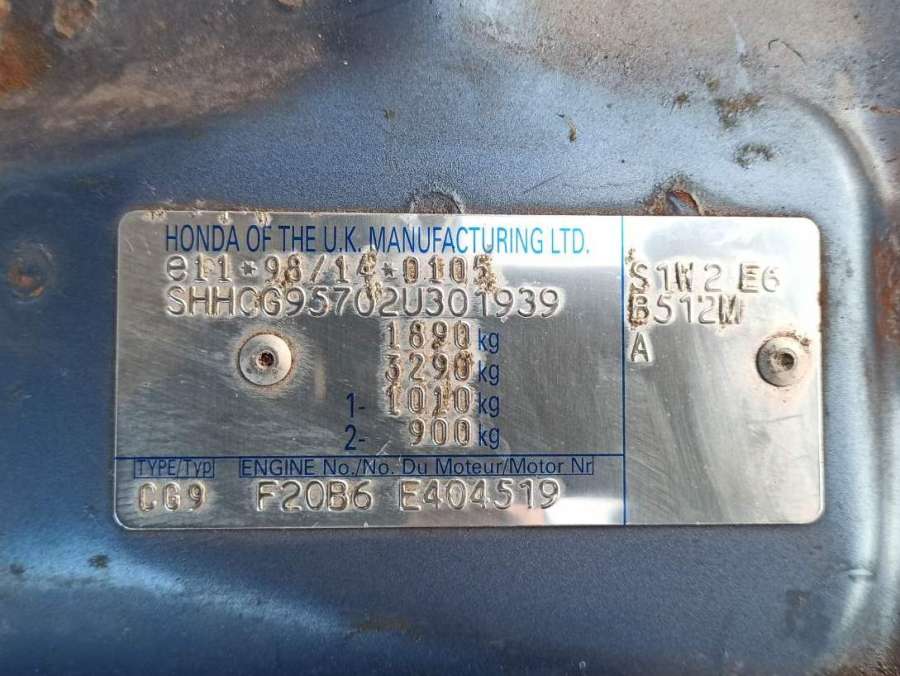 HONDA OF THE U.K. MANUFACTURING LTD.
e11*98/14*0105
SHHCG95702U301939
1890 kg
3290 kg
1- 1010 kg
2- 900 kg
TYPE/Typ ENGINE No./No. Du Moteur/Motor Nr
CG9 F20B6 E404519
S1W2 E6
B512M
A